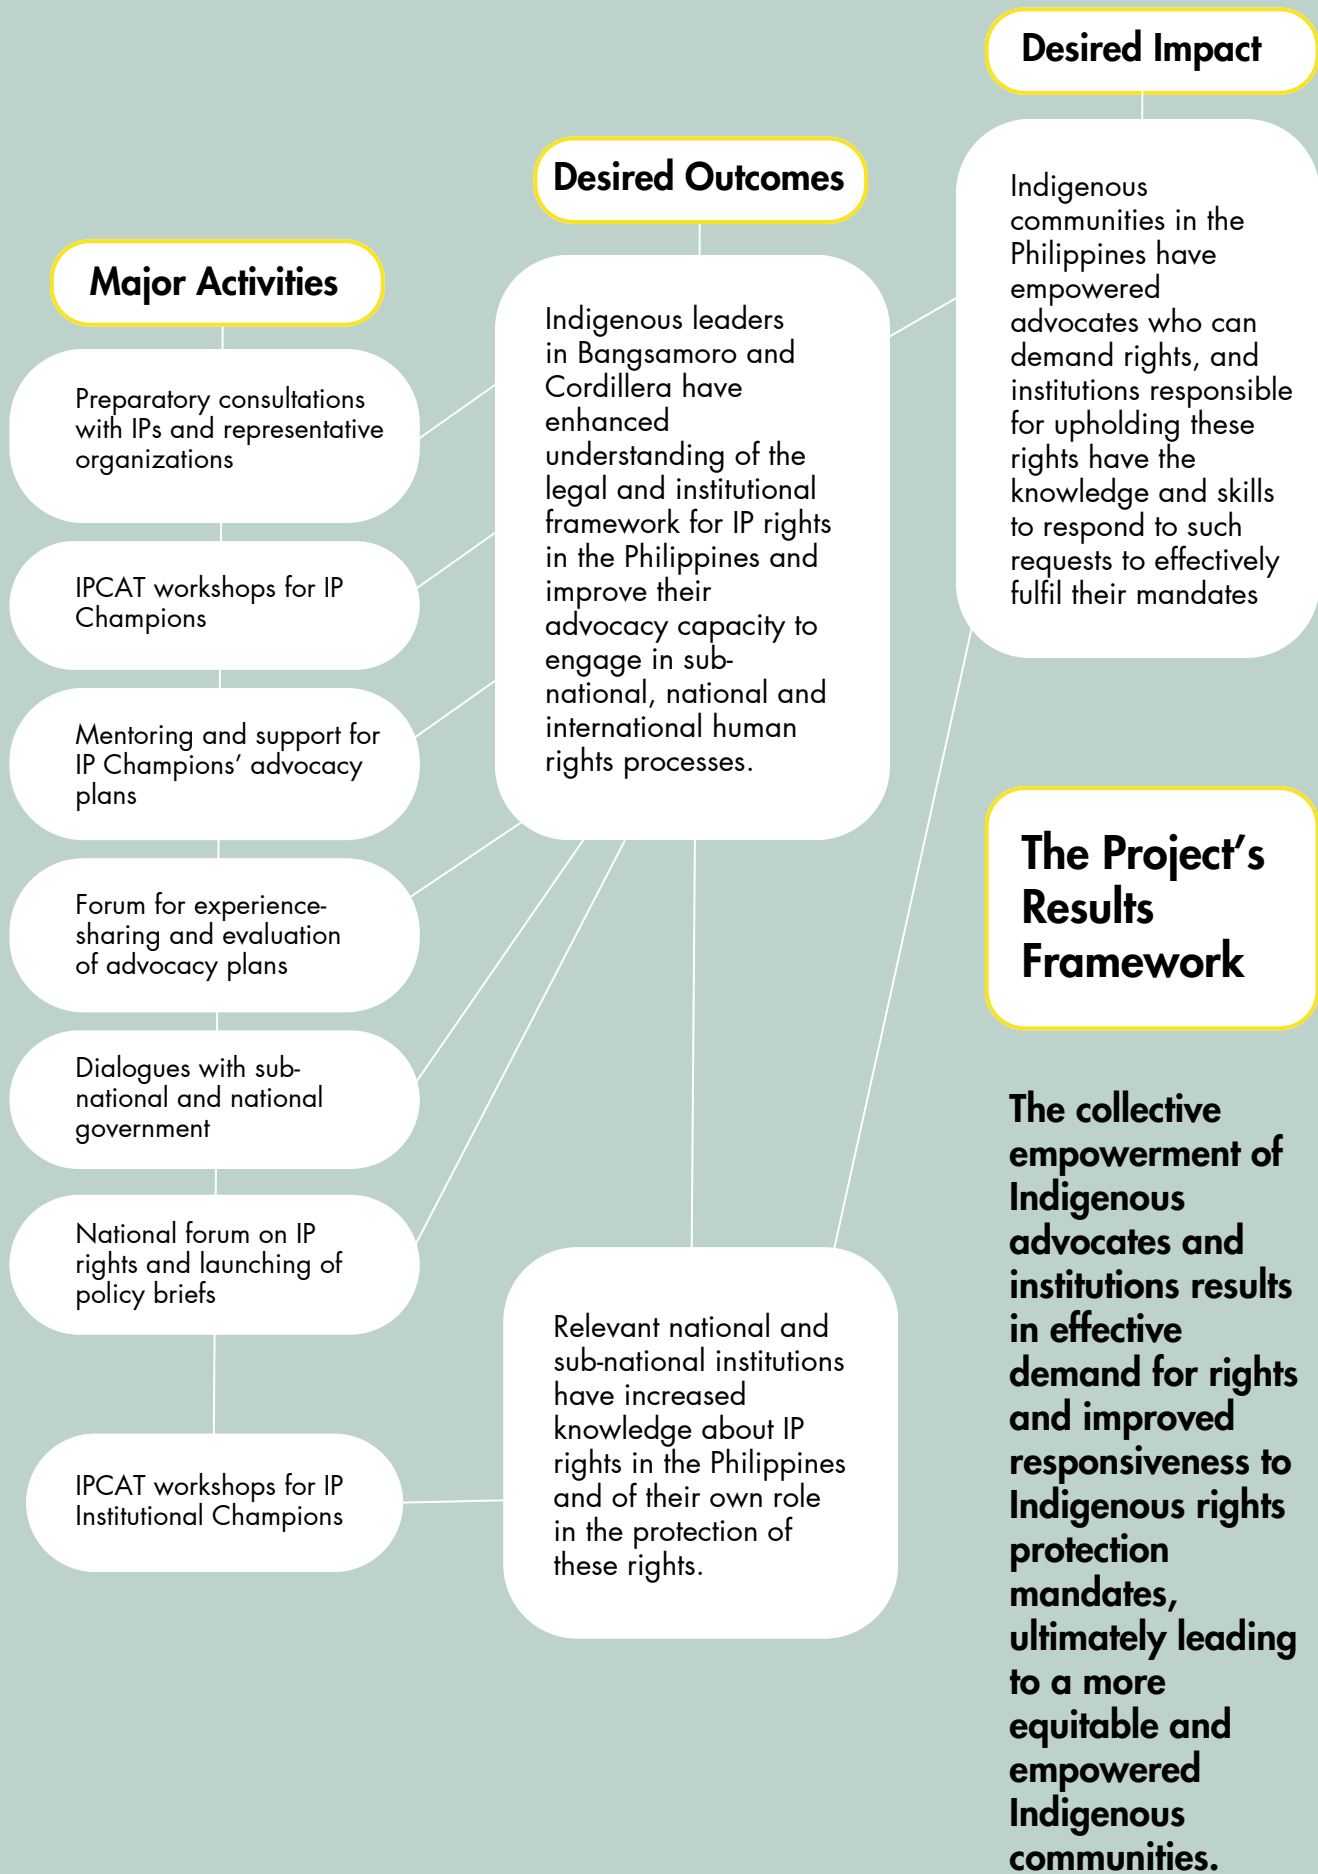 Major Activities
Preparatory consultations
with IPs and representative
organizations
IPCAT workshops for IP
Champions
Mentoring and support for
IP Champions’ advocacy
plans
Forum for experience-
sharing and evaluation
of advocacy plans
Dialogues with sub-
national and national
government
National forum on IP
rights and launching of
policy briefs
IPCAT workshops for IP
Institutional Champions
Desired Outcomes
Indigenous leaders
in Bangsamoro and
Cordillera have
enhanced
understanding of the
legal and institutional
framework for IP rights
in the Philippines and
improve their
advocacy capacity to
engage in sub-
national, national and
international human
rights processes.
Relevant national and
sub-national institutions
have increased
knowledge about IP
rights in the Philippines
and of their own role
in the protection of
these rights.
Desired Impact
Indigenous
communities in the
Philippines have
empowered
advocates who can
demand rights, and
institutions responsible
for upholding these
rights have the
knowledge and skills
to respond to such
requests to effectively
fulfil their mandates
The Project’s
Results
Framework
The collective
empowerment of
Indigenous
advocates and
institutions results
in effective
demand for rights
and improved
responsiveness to
Indigenous rights
protection
mandates,
ultimately leading
to a more
equitable and
empowered
Indigenous
communities.